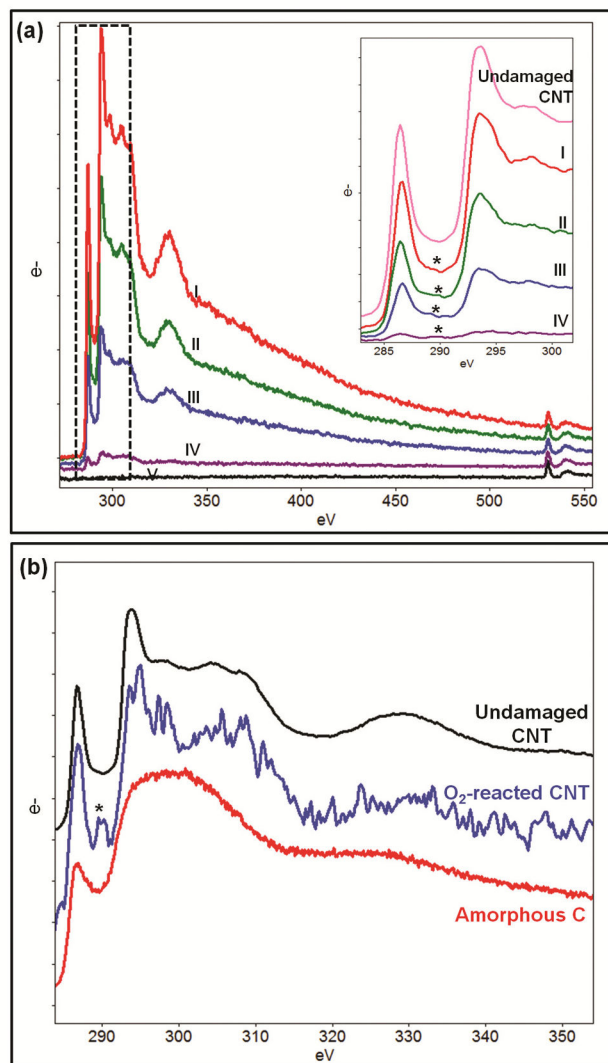 (a)
Undamaged
CNT
I
II
III
IV
*
*
*
*
285
290
295
300
eV
e-
I
II
III
IV
V
300
350
400
450
500
550
eV
(b)
Undamaged
CNT
O₂-reacted CNT
*
Amorphous C
e-
290
300
310
320
330
340
350
eV